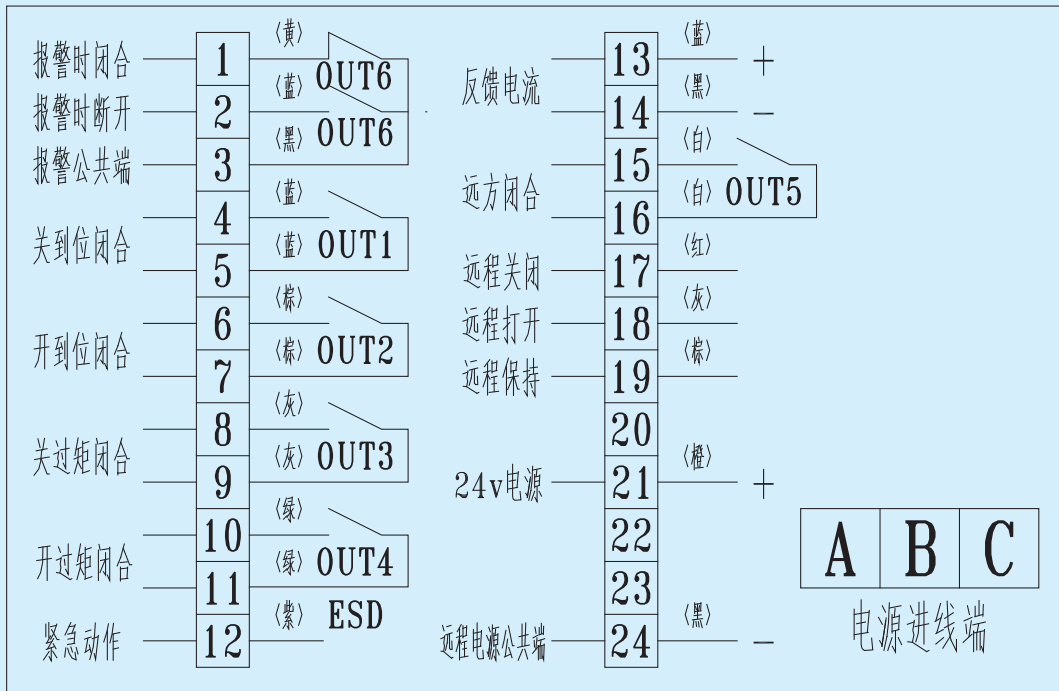 报警时闭合 1 〈黄〉 OUT6
报警时断开 2 〈蓝〉 OUT6
报警公共端 3 〈黑〉
关到位闭合 4 〈蓝〉 OUT1
5 〈蓝〉
开到位闭合 6 〈棕〉 OUT2
7 〈棕〉
关过矩闭合 8 〈灰〉 OUT3
9 〈灰〉
开过矩闭合 10 〈绿〉 OUT4
11 〈绿〉
紧急动作 12 〈紫〉 ESD
反馈电流 13 〈蓝〉 +
14 〈黑〉 −
远方闭合 15 〈白〉 OUT5
16 〈白〉
远程关闭 17 〈红〉
远程打开 18 〈灰〉
远程保持 19 〈棕〉
20
24v电源 21 〈橙〉 +
22
23
远程电源公共端 24 〈黑〉 −
A B C
电源进线端